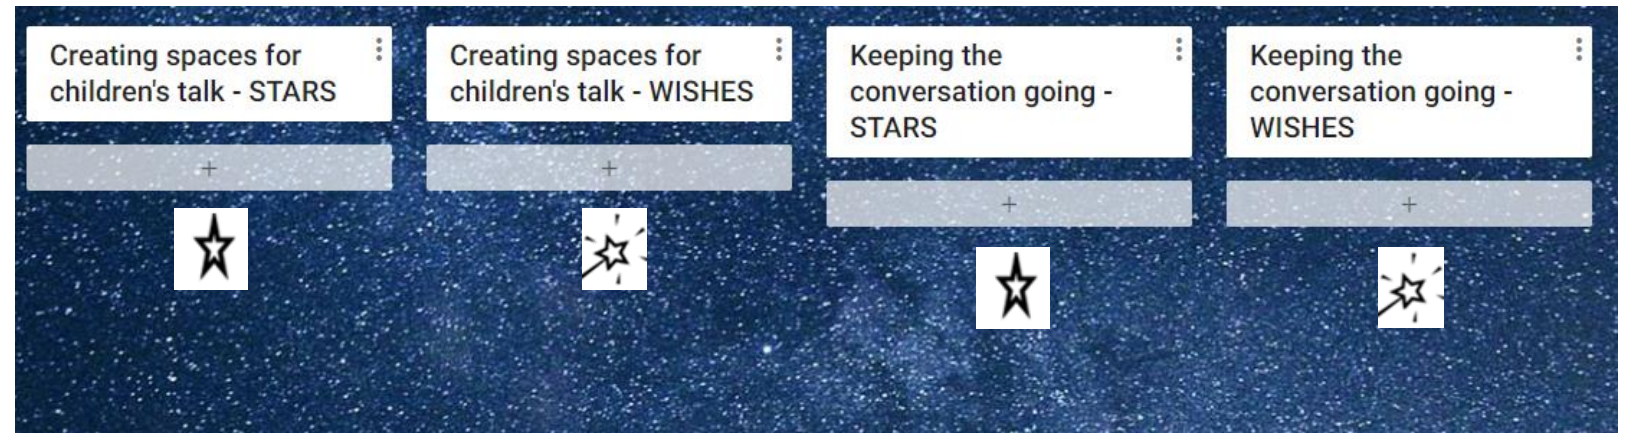 Creating spaces for
children's talk - STARS
+
Creating spaces for
children's talk - WISHES
+
Keeping the
conversation going -
STARS
+
Keeping the
conversation going -
WISHES
+